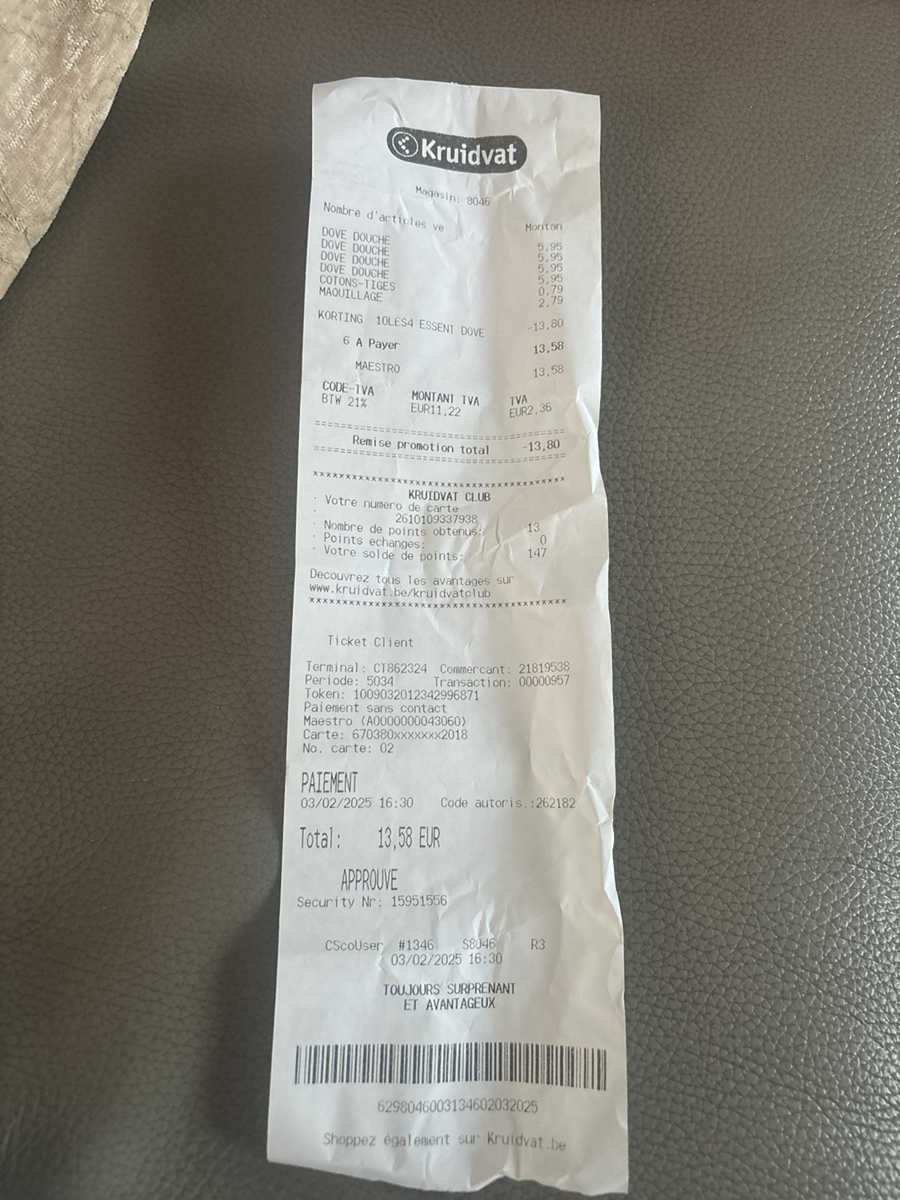 Kruidvat
Magasin: 8046
Nombre d'articles ve Montan
DOVE DOUCHE 5,95
DOVE DOUCHE 5,95
DOVE DOUCHE 5,95
DOVE DOUCHE 5,95
COTONS-TIGES 0,79
MAQUILLAGE 2,79
KORTING 10LES4 ESSENT DOVE -13,80
6 A Payer 13,58
MAESTRO 13,58
CODE-TVA MONTANT TVA TVA
BTW 21% EUR11,22 EUR2,36
========================================
Remise promotion total -13,80
========================================
****************************************
KRUIDVAT CLUB
· Votre numero de carte
2610109337938
· Nombre de points obtenus: 13
· Points echanges: 0
· Votre solde de points: 147
Decouvrez tous les avantages sur
www.kruidvat.be/kruidvatclub
****************************************
Ticket Client
Terminal: CT862324 Commercant: 21819538
Periode: 5034 Transaction: 00000957
Token: 1009032012342996871
Paiement sans contact
Maestro (A0000000043060)
Carte: 670380xxxxxxx2018
No. carte: 02
PAIEMENT
03/02/2025 16:30 Code autoris.:262182
Total: 13,58 EUR
APPROUVE
Security Nr: 15951556
CScoUser #1346 S8046 R3
03/02/2025 16:30
TOUJOURS SURPRENANT
ET AVANTAGEUX
6298046003134602032025
Shoppez également sur Kruidvat.be